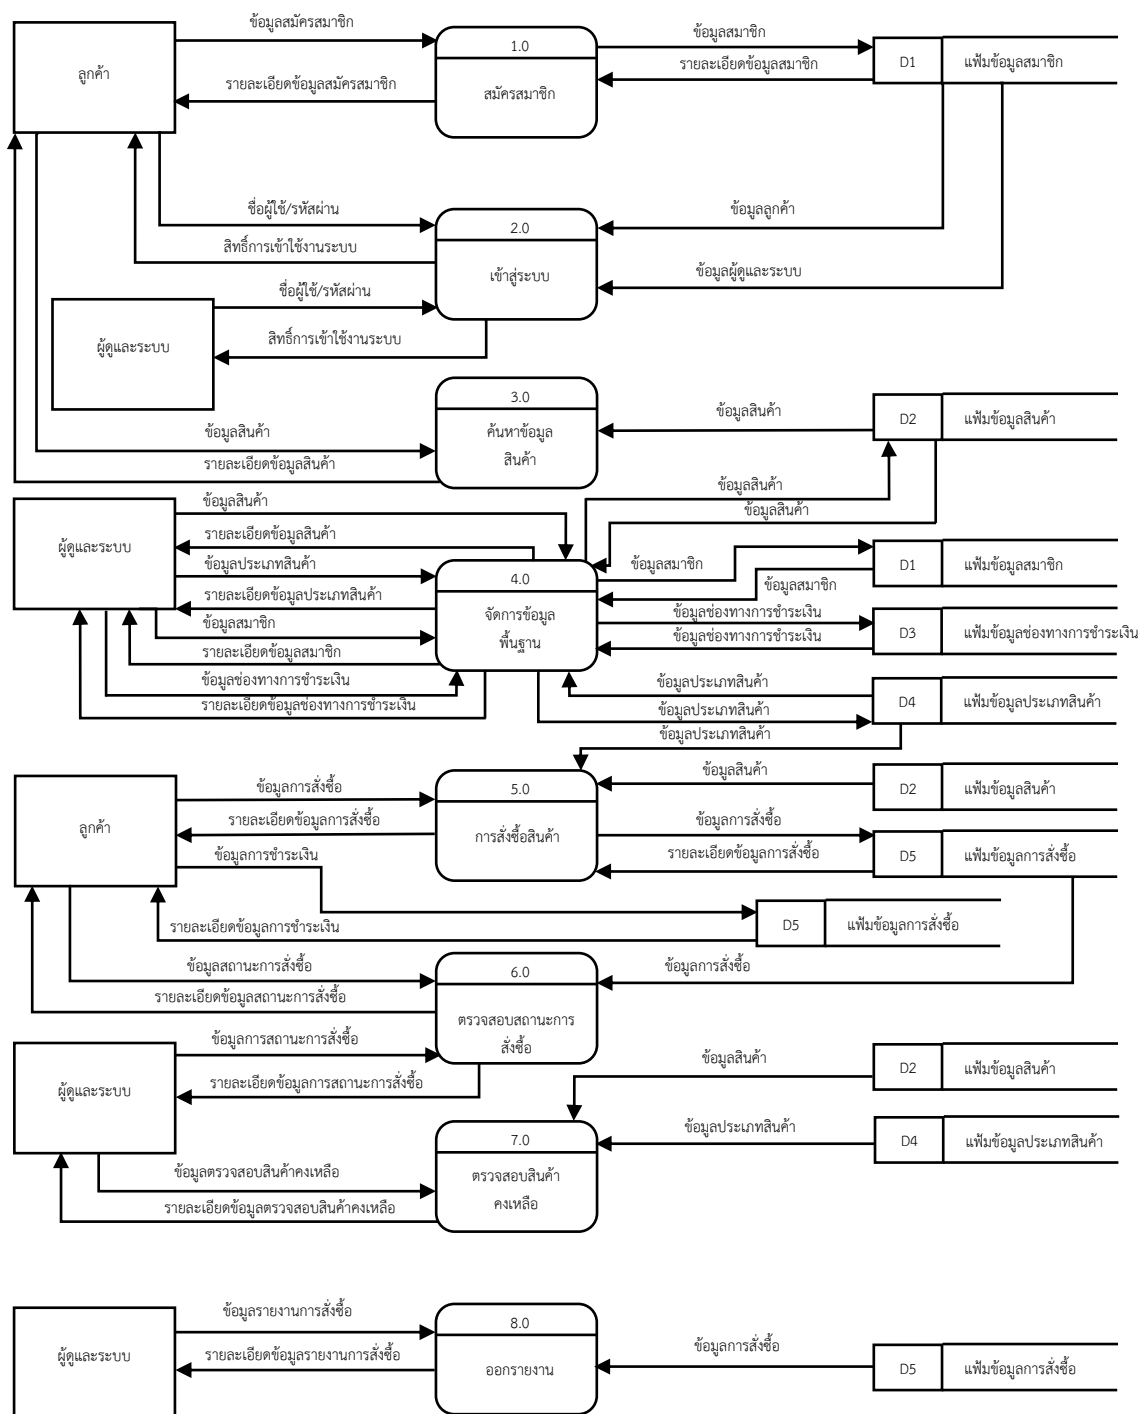 ข้อมูลสมัครสมาชิก
ลูกค้า
1.0
สมัครสมาชิก
ข้อมูลสมาชิก
รายละเอียดข้อมูลสมาชิก
D1
แฟ้มข้อมูลสมาชิก
รายละเอียดข้อมูลสมัครสมาชิก
ชื่อผู้ใช้/รหัสผ่าน
2.0
เข้าสู่ระบบ
ข้อมูลลูกค้า
สิทธิ์การเข้าใช้งานระบบ
ข้อมูลผู้ดูและระบบ
ชื่อผู้ใช้/รหัสผ่าน
ผู้ดูและระบบ
สิทธิ์การเข้าใช้งานระบบ
3.0
ค้นหาข้อมูล
สินค้า
ข้อมูลสินค้า
D2
แฟ้มข้อมูลสินค้า
ข้อมูลสินค้า
รายละเอียดข้อมูลสินค้า
ข้อมูลสินค้า
ข้อมูลสินค้า
ข้อมูลสินค้า
ผู้ดูและระบบ
รายละเอียดข้อมูลสินค้า
ข้อมูลประเภทสินค้า
4.0
จัดการข้อมูล
พื้นฐาน
ข้อมูลสมาชิก
D1
แฟ้มข้อมูลสมาชิก
ข้อมูลสมาชิก
รายละเอียดข้อมูลประเภทสินค้า
ข้อมูลช่องทางการชำระเงิน
ข้อมูลสมาชิก
ข้อมูลช่องทางการชำระเงิน
D3
แฟ้มข้อมูลช่องทางการชำระเงิน
รายละเอียดข้อมูลสมาชิก
ข้อมูลช่องทางการชำระเงิน
ข้อมูลประเภทสินค้า
รายละเอียดข้อมูลช่องทางการชำระเงิน
ข้อมูลประเภทสินค้า
D4
แฟ้มข้อมูลประเภทสินค้า
ข้อมูลประเภทสินค้า
ข้อมูลการสั่งซื้อ
ลูกค้า
5.0
การสั่งซื้อสินค้า
ข้อมูลสินค้า
D2
แฟ้มข้อมูลสินค้า
รายละเอียดข้อมูลการสั่งซื้อ
ข้อมูลการสั่งซื้อ
ข้อมูลการชำระเงิน
รายละเอียดข้อมูลการสั่งซื้อ
D5
แฟ้มข้อมูลการสั่งซื้อ
รายละเอียดข้อมูลการชำระเงิน
D5
แฟ้มข้อมูลการสั่งซื้อ
ข้อมูลสถานะการสั่งซื้อ
6.0
ตรวจสอบสถานะการ
สั่งซื้อ
ข้อมูลการสั่งซื้อ
รายละเอียดข้อมูลสถานะการสั่งซื้อ
ข้อมูลการสถานะการสั่งซื้อ
ผู้ดูและระบบ
รายละเอียดข้อมูลการสถานะการสั่งซื้อ
ข้อมูลสินค้า
D2
แฟ้มข้อมูลสินค้า
7.0
ตรวจสอบสินค้า
คงเหลือ
ข้อมูลประเภทสินค้า
D4
แฟ้มข้อมูลประเภทสินค้า
ข้อมูลตรวจสอบสินค้าคงเหลือ
รายละเอียดข้อมูลตรวจสอบสินค้าคงเหลือ
ข้อมูลรายงานการสั่งซื้อ
ผู้ดูและระบบ
8.0
ออกรายงาน
รายละเอียดข้อมูลรายงานการสั่งซื้อ
ข้อมูลการสั่งซื้อ
D5
แฟ้มข้อมูลการสั่งซื้อ